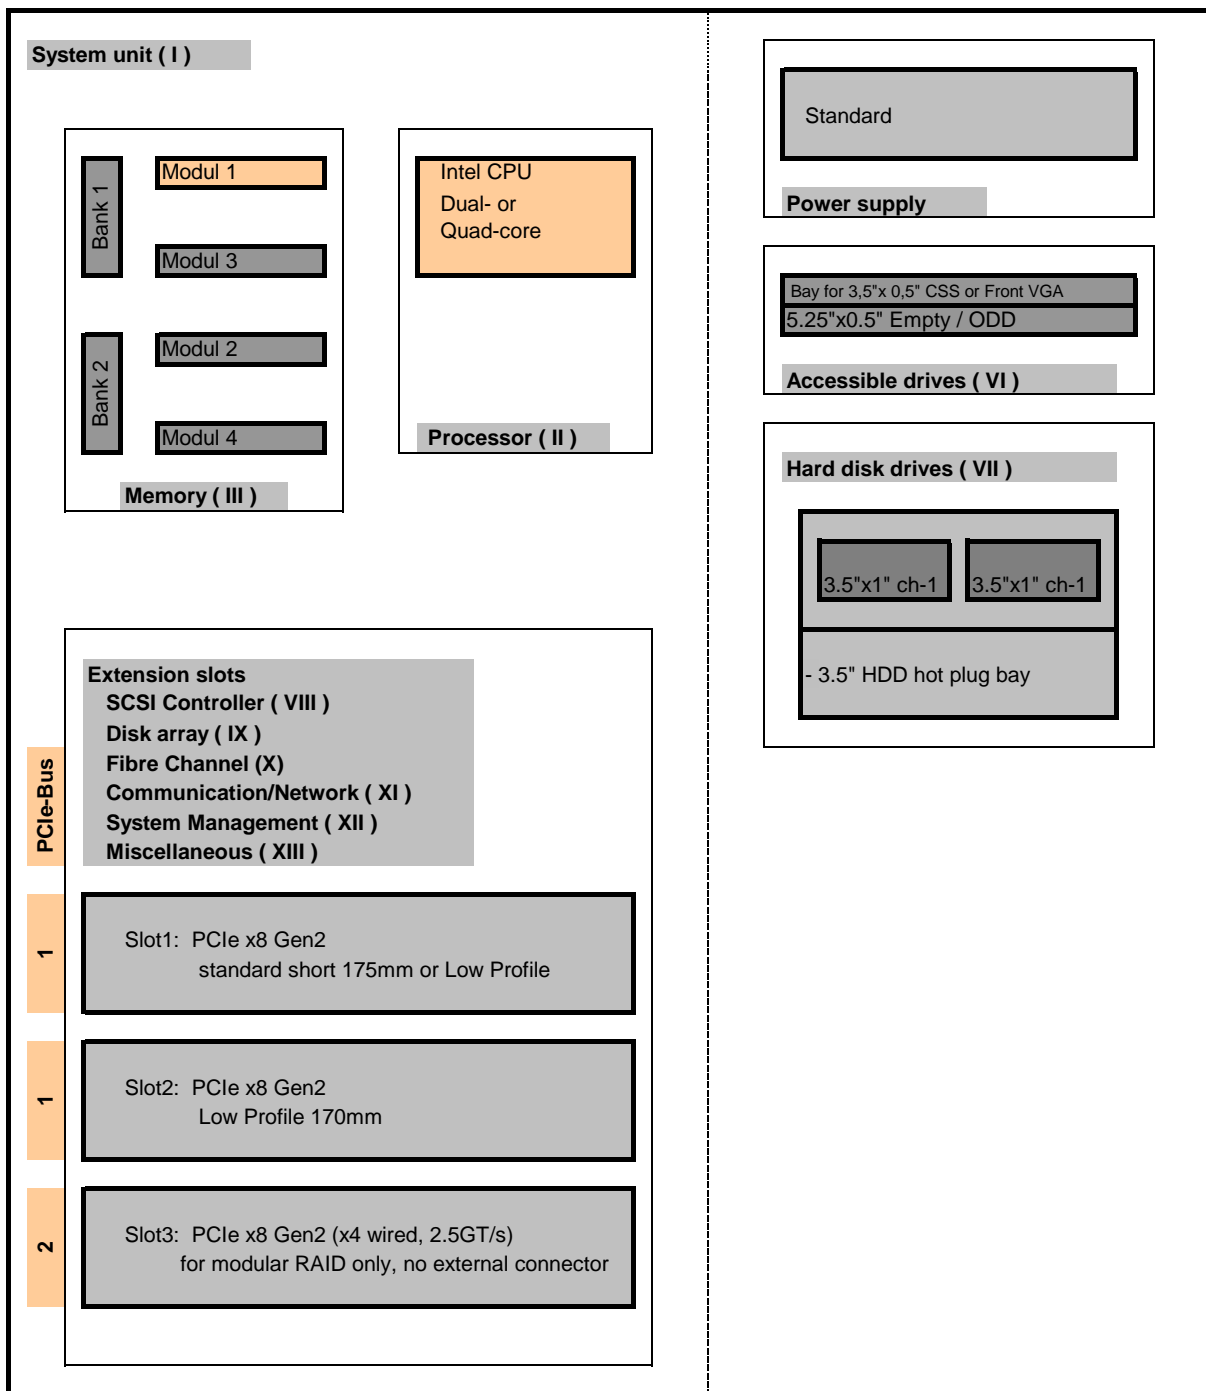 System unit ( I )
Bank 1
Modul 1
Modul 3
Bank 2
Modul 2
Modul 4
Memory ( III )
Intel CPU
Dual- or
Quad-core
Processor ( II )
Extension slots
SCSI Controller ( VIII )
Disk array ( IX )
Fibre Channel (X)
Communication/Network ( XI )
System Management ( XII )
Miscellaneous ( XIII )
PCIe-Bus
1
Slot1:  PCIe x8 Gen2
standard short 175mm or Low Profile
1
Slot2:  PCIe x8 Gen2
Low Profile 170mm
2
Slot3:  PCIe x8 Gen2 (x4 wired, 2.5GT/s)
for modular RAID only, no external connector
Standard
Power supply
Bay for 3,5"x 0,5" CSS or Front VGA
5.25"x0.5" Empty / ODD
Accessible drives ( VI )
Hard disk drives ( VII )
3.5"x1" ch-1
3.5"x1" ch-1
- 3.5" HDD hot plug bay